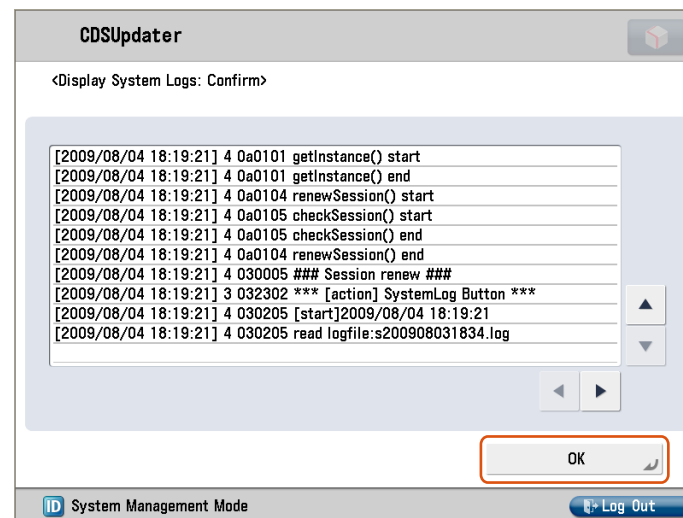 CDSUpdater
<Display System Logs: Confirm>
[2009/08/04 18:19:21] 4 0a0101 getInstance() start
[2009/08/04 18:19:21] 4 0a0101 getInstance() end
[2009/08/04 18:19:21] 4 0a0104 renewSession() start
[2009/08/04 18:19:21] 4 0a0105 checkSession() start
[2009/08/04 18:19:21] 4 0a0105 checkSession() end
[2009/08/04 18:19:21] 4 0a0104 renewSession() end
[2009/08/04 18:19:21] 4 030005 ### Session renew ###
[2009/08/04 18:19:21] 3 032302 *** [action] SystemLog Button ***
[2009/08/04 18:19:21] 4 030205 [start]2009/08/04 18:19:21
[2009/08/04 18:19:21] 4 030205 read logfile:s200908031834.log
OK
ID System Management Mode
Log Out